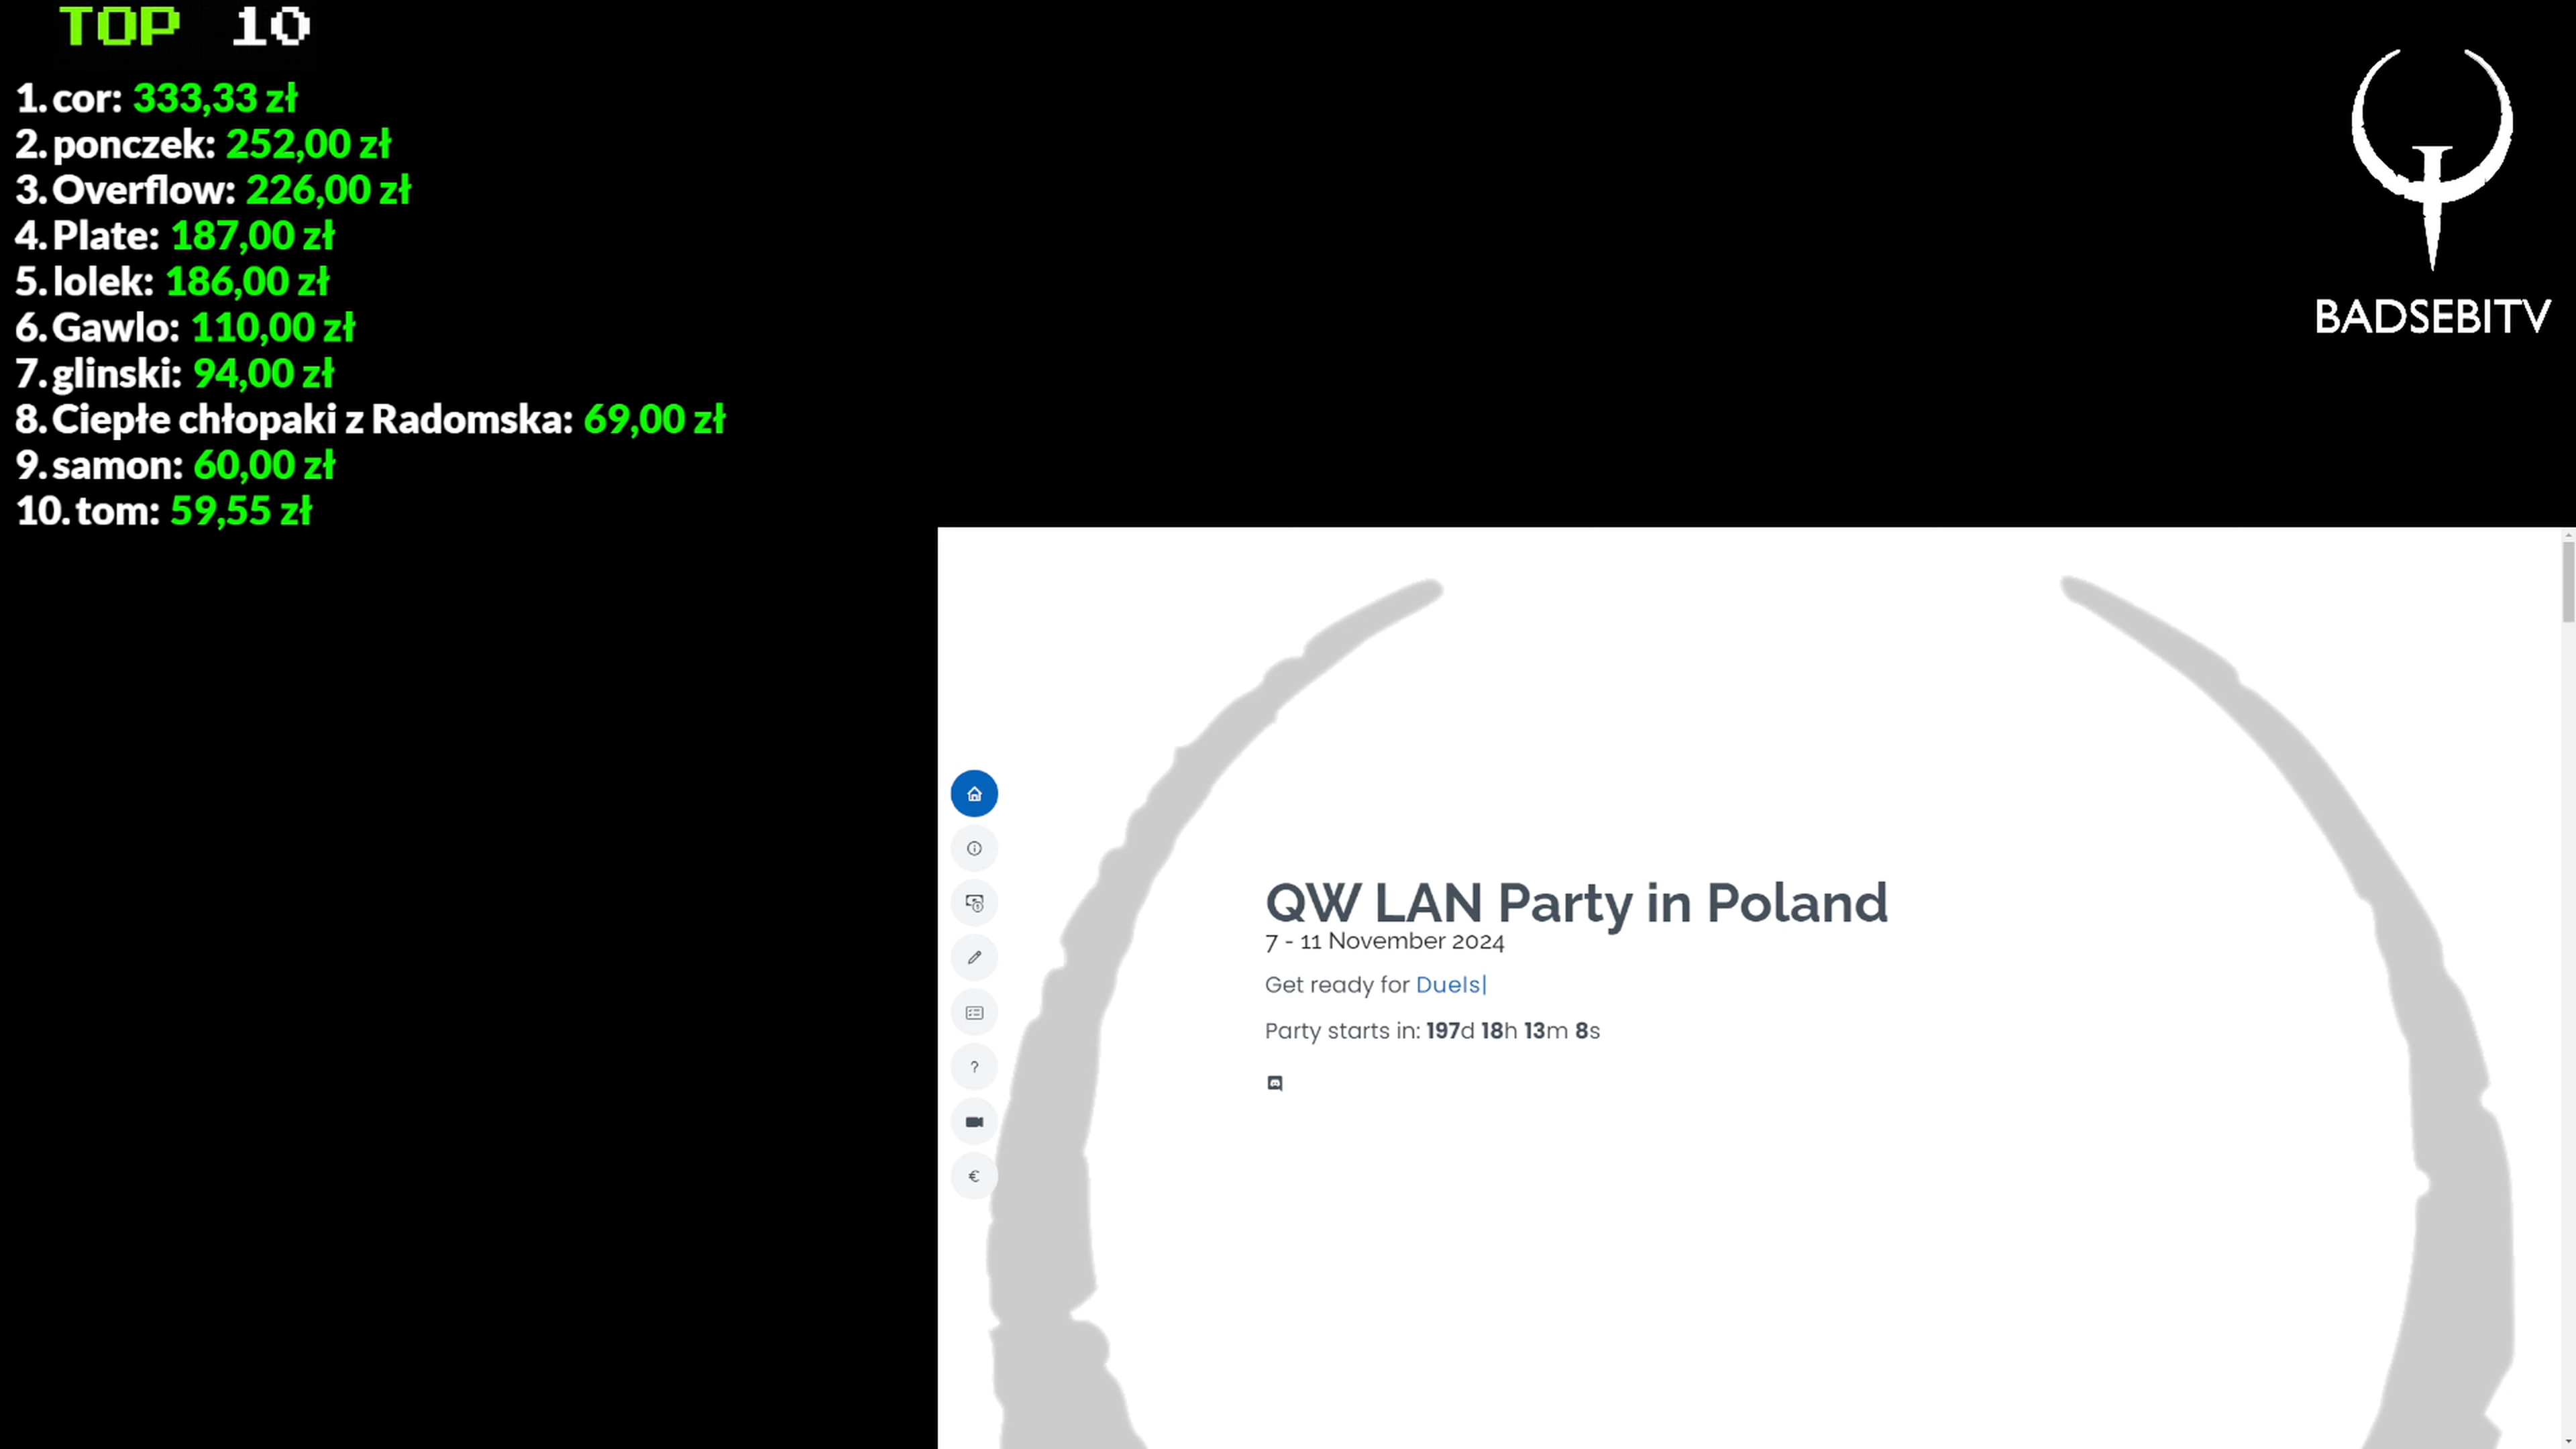 TOP 10
1. cor: 333,33 zł
2. ponczek: 252,00 zł
3. Overflow: 226,00 zł
4. Plate: 187,00 zł
5. lolek: 186,00 zł
6. Gawlo: 110,00 zł
7. glinski: 94,00 zł
8. Ciepłe chłopaki z Radomska: 69,00 zł
9. samon: 60,00 zł
10. tom: 59,55 zł
BADSEBITV
QW LAN Party in Poland
7 - 11 November 2024
Get ready for Duels|
Party starts in: 197d 18h 13m 8s
?
€